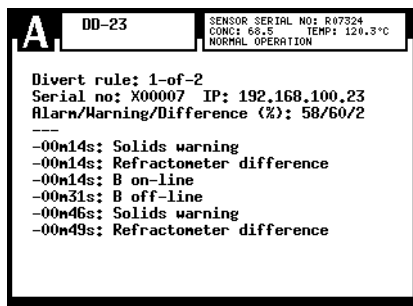 A
DD-23
SENSOR SERIAL NO: R07324
CONC: 68.5 TEMP: 120.3°C
NORMAL OPERATION
Divert rule: 1-of-2
Serial no: X00007 IP: 192.168.100.23
Alarm/Warning/Difference (%): 58/60/2
---
-00m14s: Solids warning
-00m14s: Refractometer difference
-00m14s: B on-line
-00m31s: B off-line
-00m46s: Solids warning
-00m49s: Refractometer difference